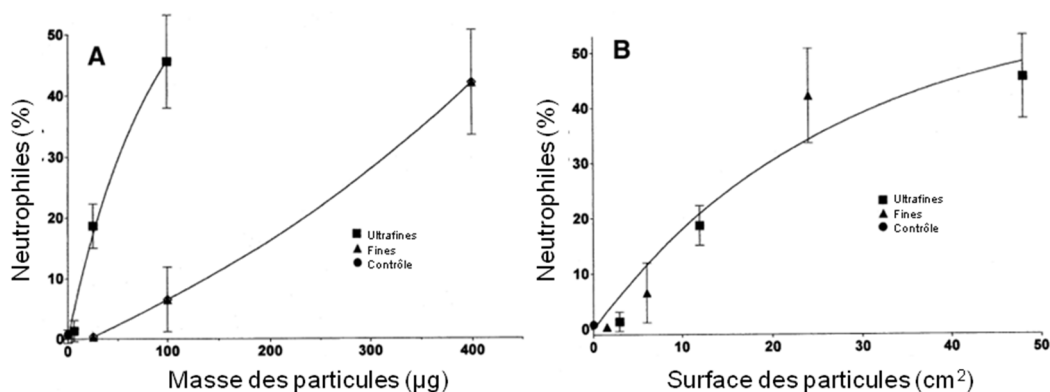 A
Neutrophiles (%)
50
40
30
20
10
0
Ultrafines
Fines
Contrôle
0
100
200
300
400
Masse des particules (µg)
B
Neutrophiles (%)
50
40
30
20
10
0
Ultrafines
Fines
Contrôle
0
10
20
30
40
50
Surface des particules (cm²)